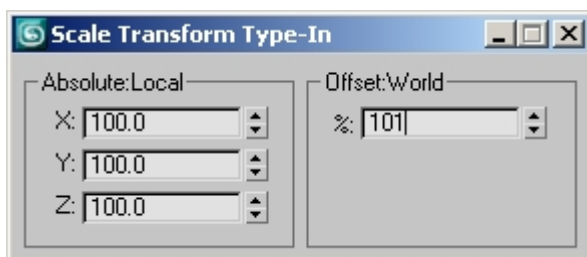 Scale Transform Type-In
Absolute:Local
X: 100.0
Y: 100.0
Z: 100.0
Offset:World
%: 101